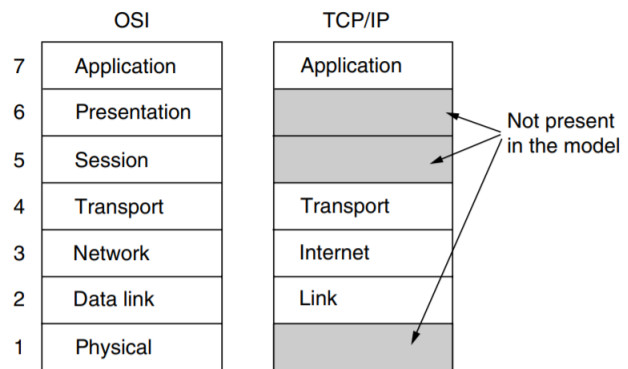 OSI TCP/IP
7 Application Application
6 Presentation
5 Session
Not present
in the model
4 Transport Transport
3 Network Internet
2 Data link Link
1 Physical